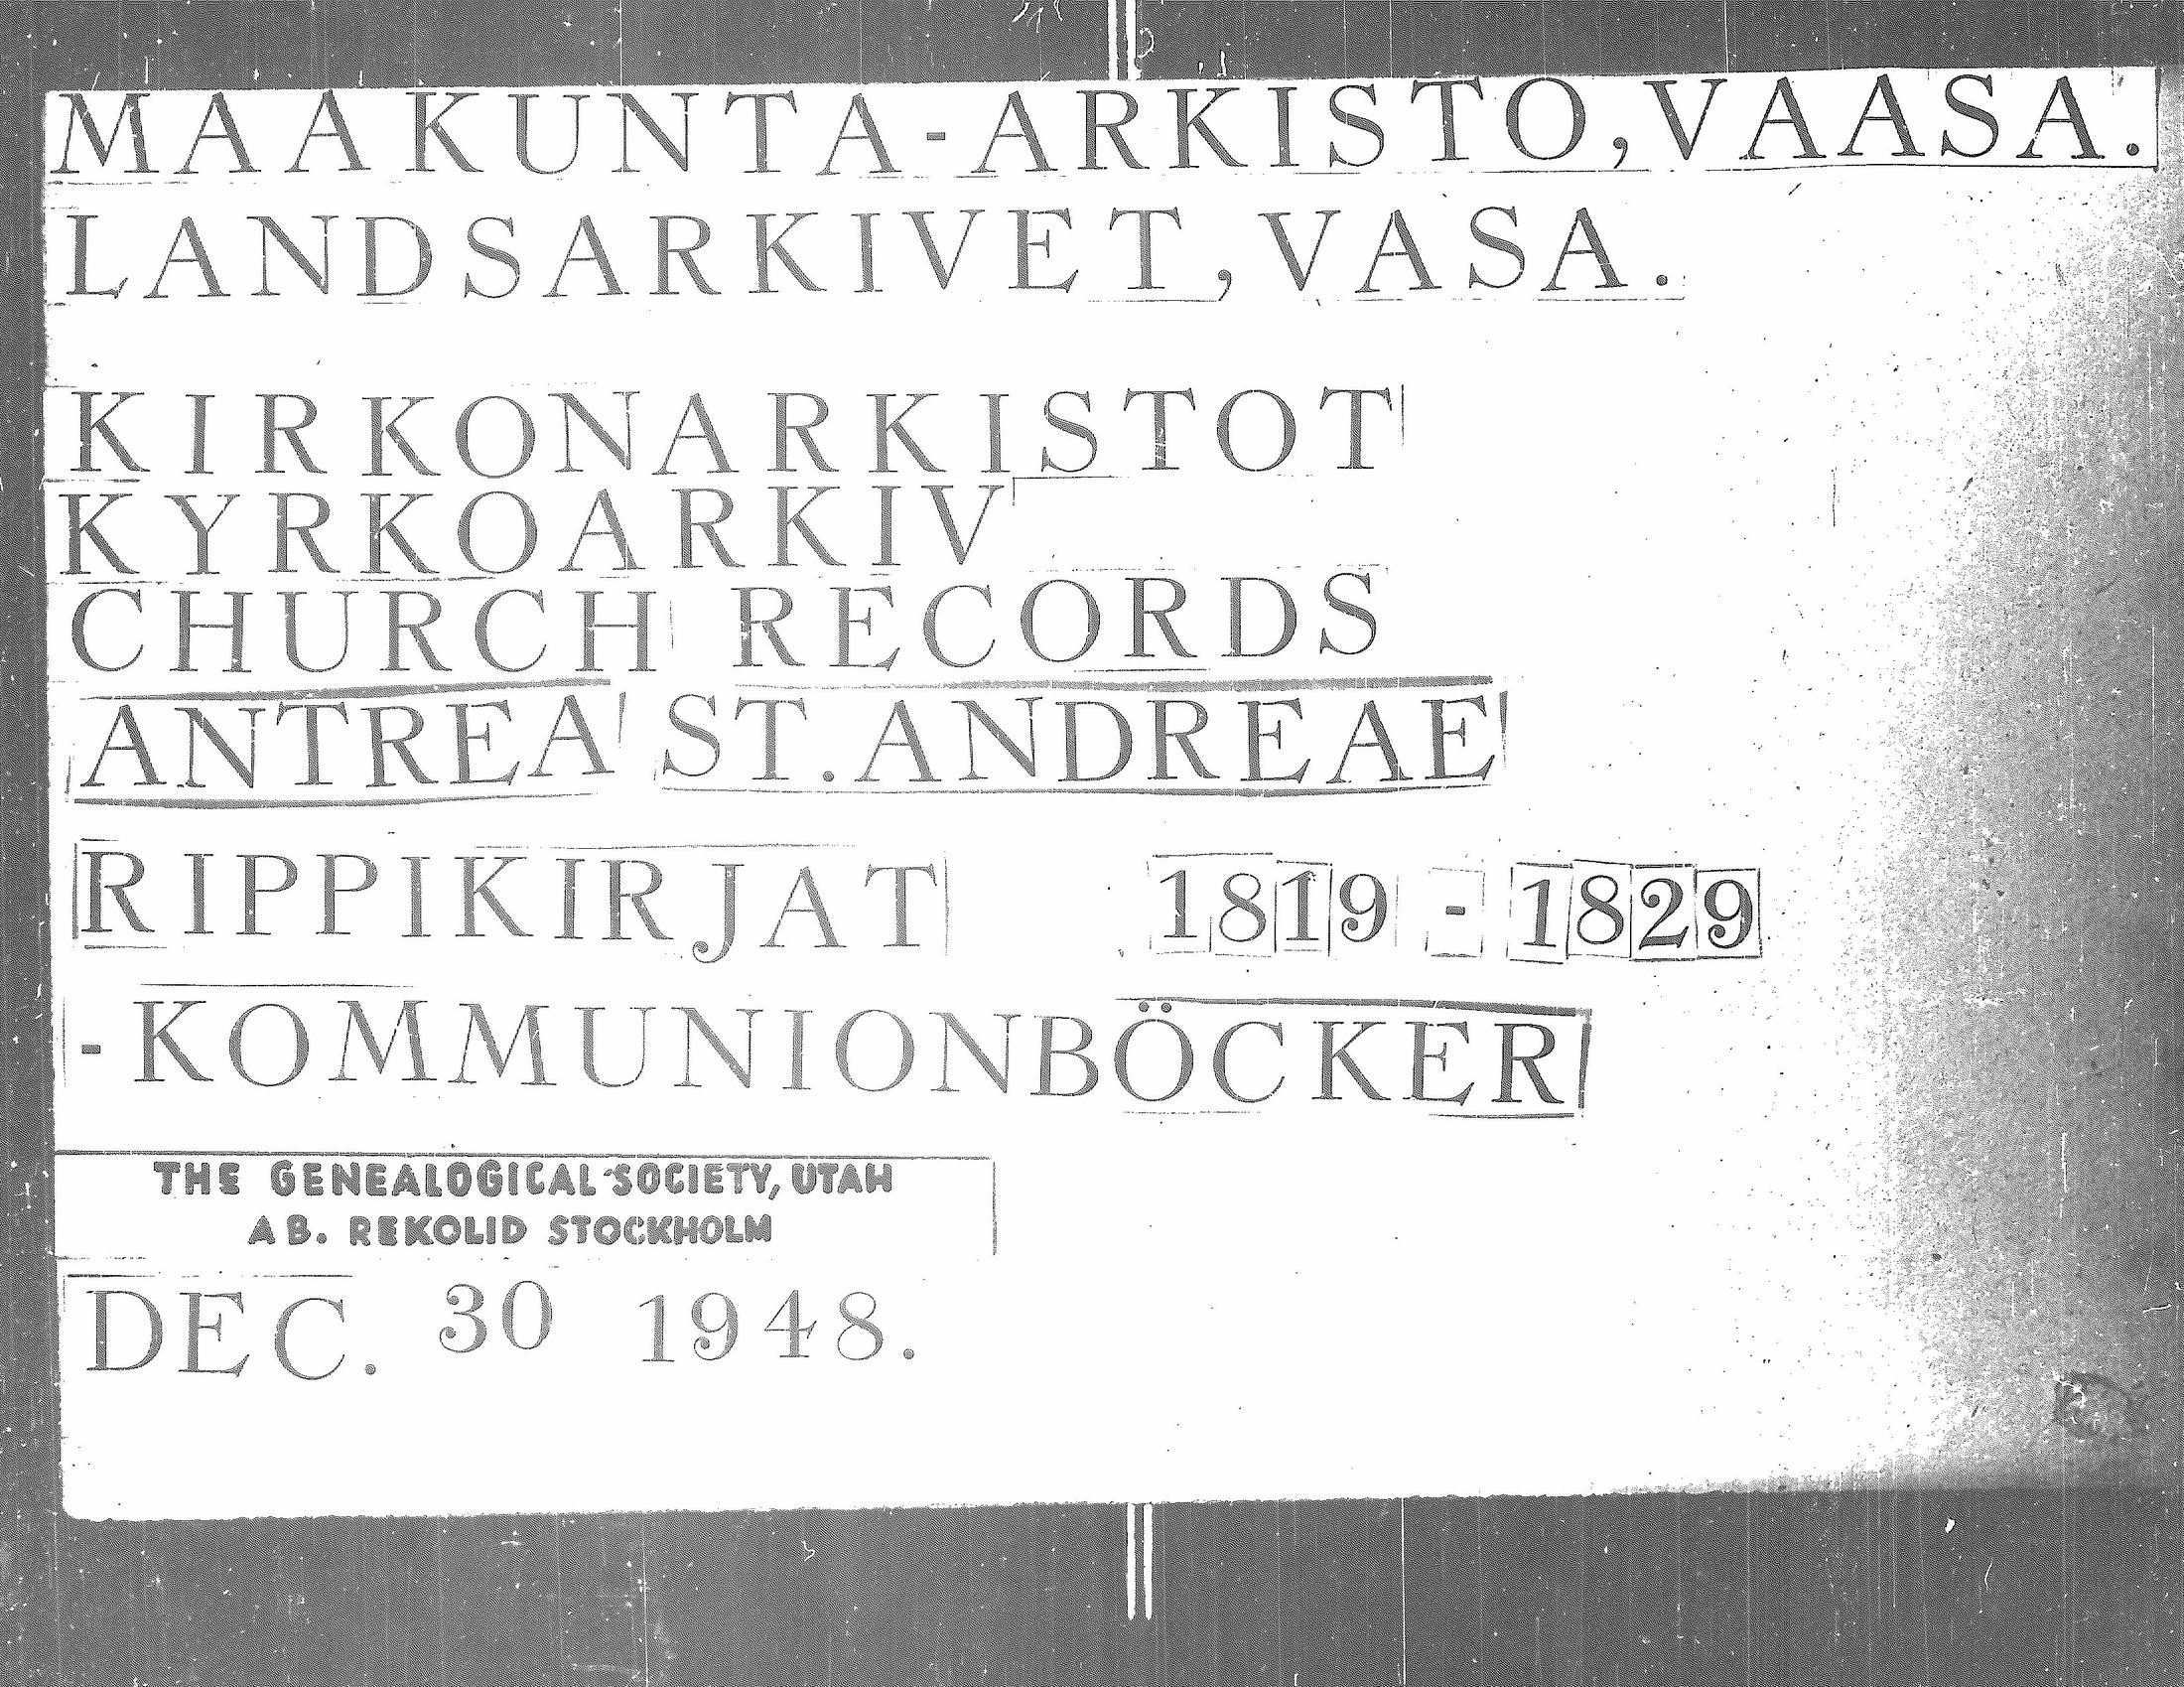 MAAKUNTA-ARKISTO, VAASA.
LANDSARKIVET, VASA.
KIRKONARKISTOT
KYRKOARKIV
CHURCH RECORDS
ANTREA ST. ANDREAE
RIPPIKIRJAT 1819 - 1829
-KOMMUNIONBÖCKER
THE GENEALOGICAL SOCIETY, UTAH
AB. REKOLID STOCKHOLM
DEC. 30 1948.